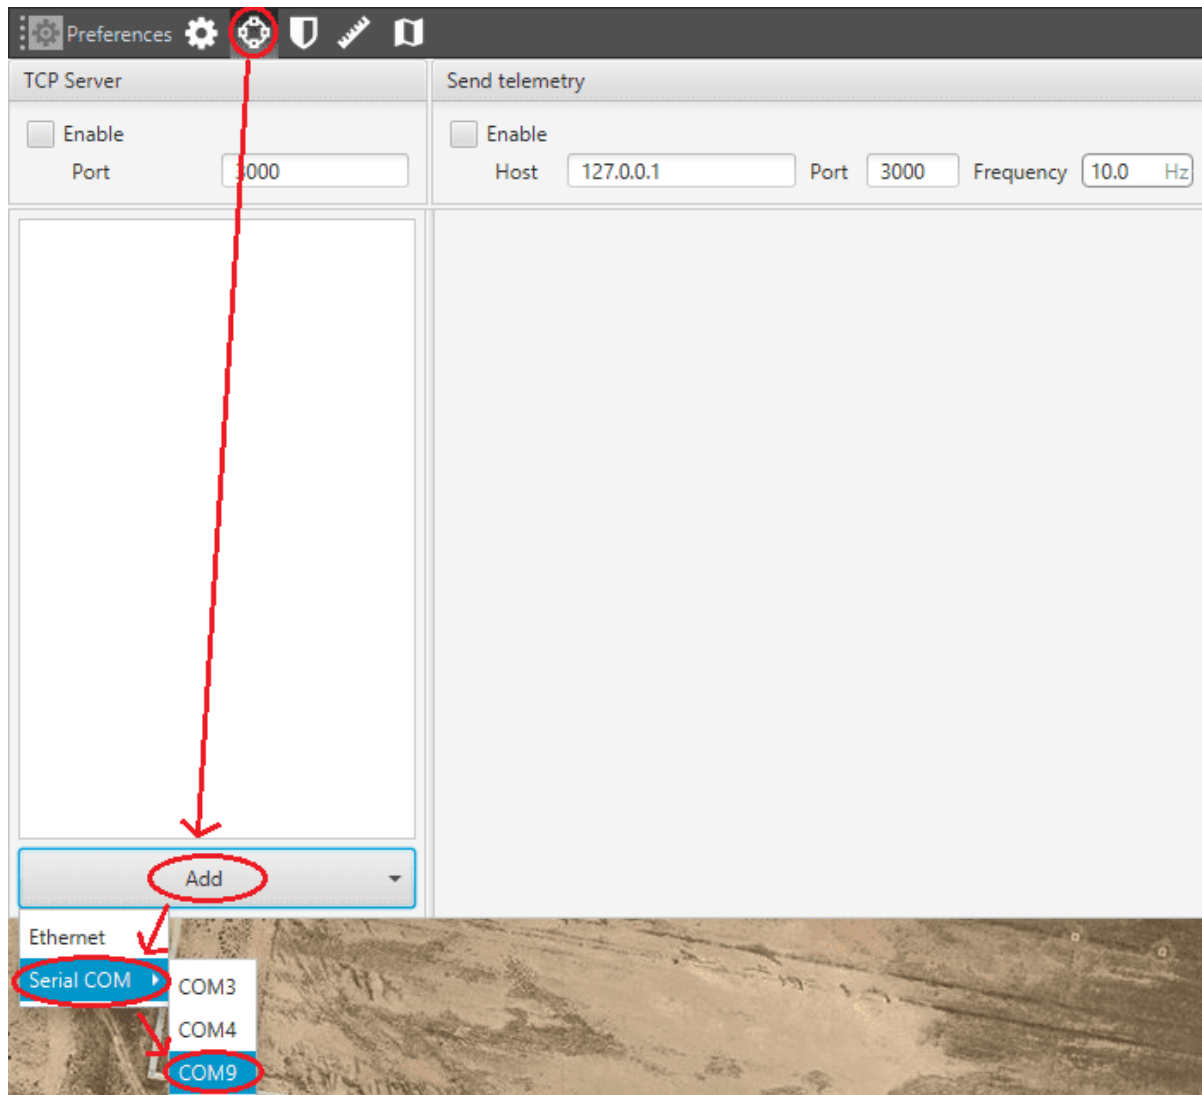 Preferences
TCP Server
Send telemetry
Enable
Enable
Port 3000
Host 127.0.0.1 Port 3000 Frequency 10.0 Hz
Add
Ethernet
Serial COM
COM3
COM4
COM9